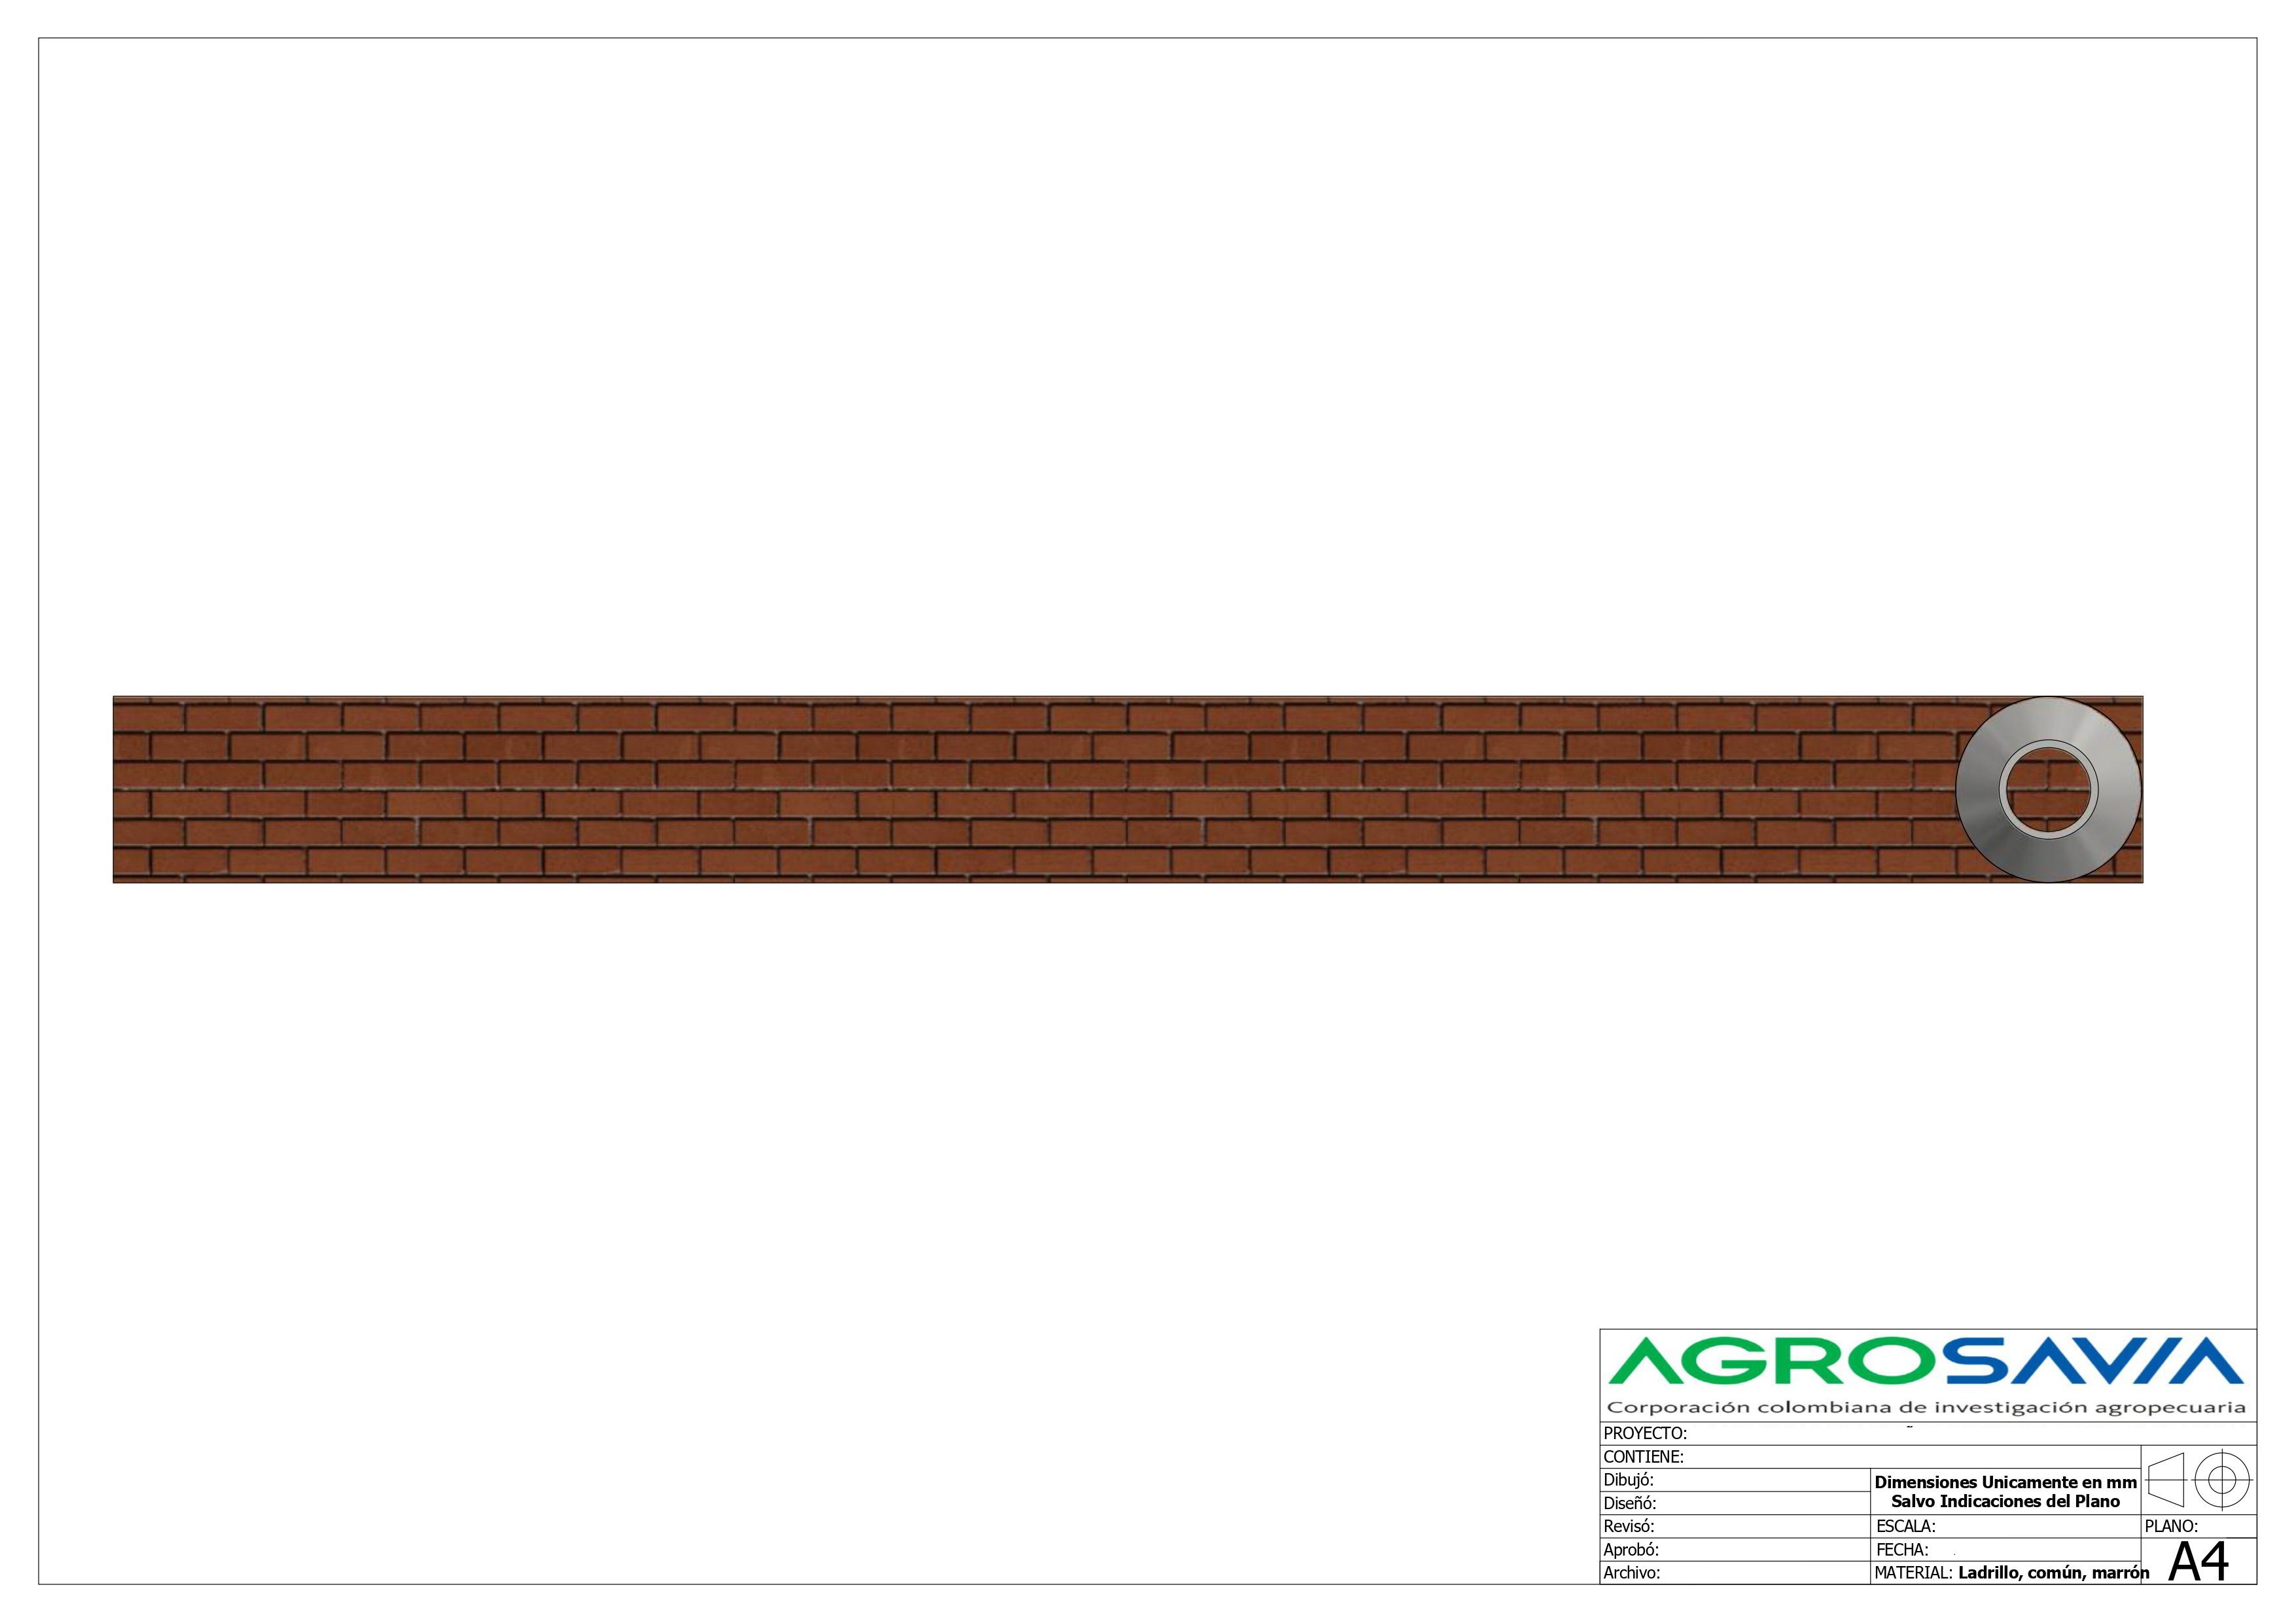 AGROSAVIA
Corporación colombiana de investigación agropecuaria
PROYECTO:
CONTIENE:
Dibujó:
Dimensiones Unicamente en mm
Salvo Indicaciones del Plano
Diseñó:
Revisó:
ESCALA:
PLANO:
Aprobó:
FECHA:
A4
Archivo:
MATERIAL: Ladrillo, común, marrón